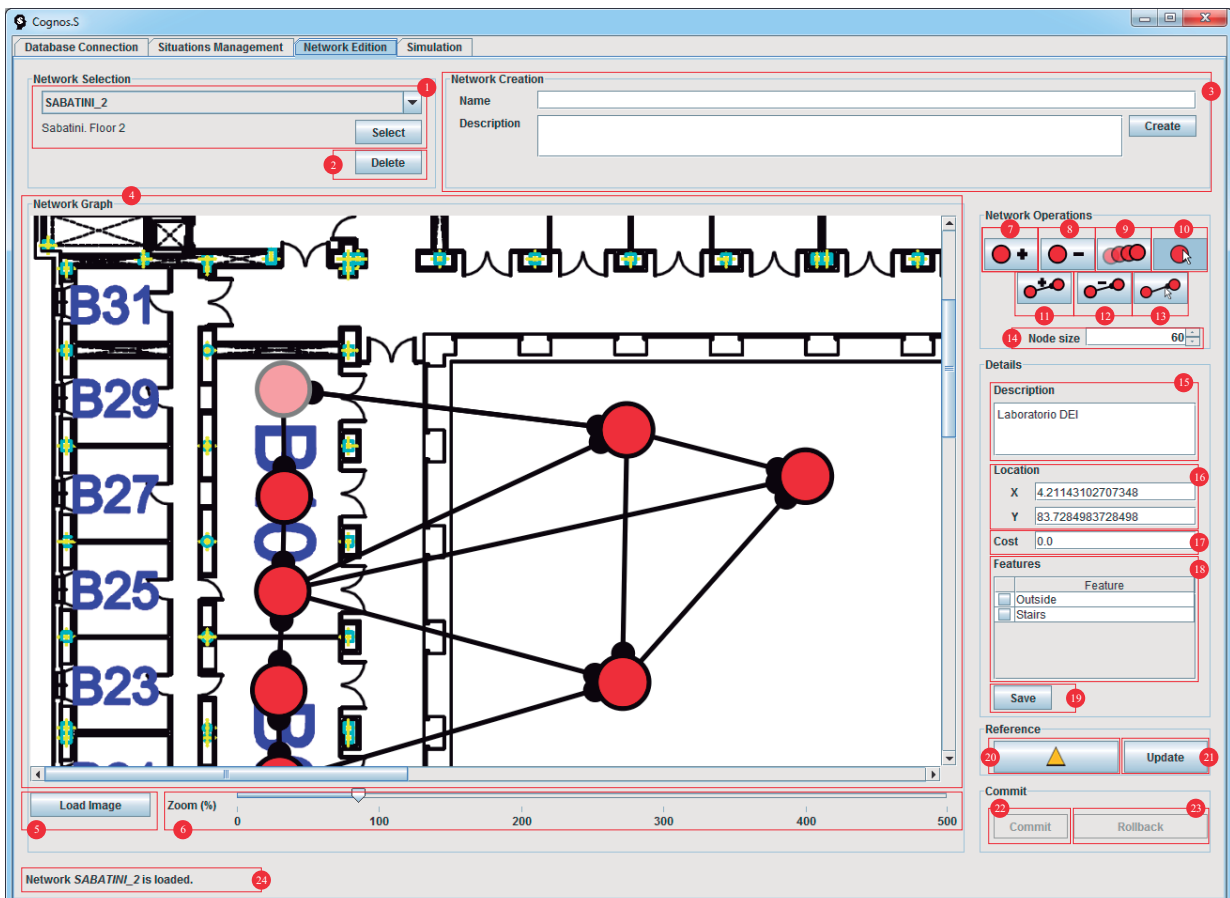 Cognos.S
Database Connection
Situations Management
Network Edition
Simulation
Network Selection
1
SABATINI_2
Sabatini. Floor 2
Select
2
Delete
Network Creation
3
Name
Description
Create
4
Network Graph
B31
B29
B27
B25
B23
Network Operations
7
8
9
10
11
12
13
14
Node size
60
Details
15
Description
Laboratorio DEI
Location
16
X
4.21143102707348
Y
83.7284983728498
Cost
0.0
17
18
Features
Feature
Outside
Stairs
Save
19
Reference
20
Update
21
Load Image
5
Zoom (%)
6
0
100
200
300
400
500
Commit
22
23
Commit
Rollback
Network SABATINI_2 is loaded.
24